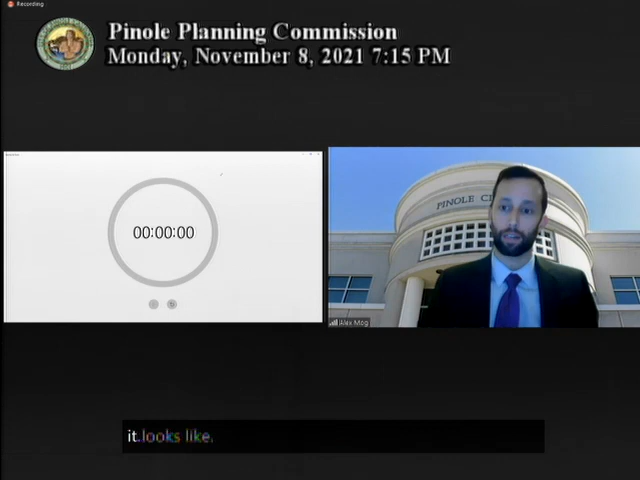 Recording
Pinole Planning Commission
Monday, November 8, 2021 7:15 PM
00:00:00
PINOLE CI
Alex Mog
it.looks like.